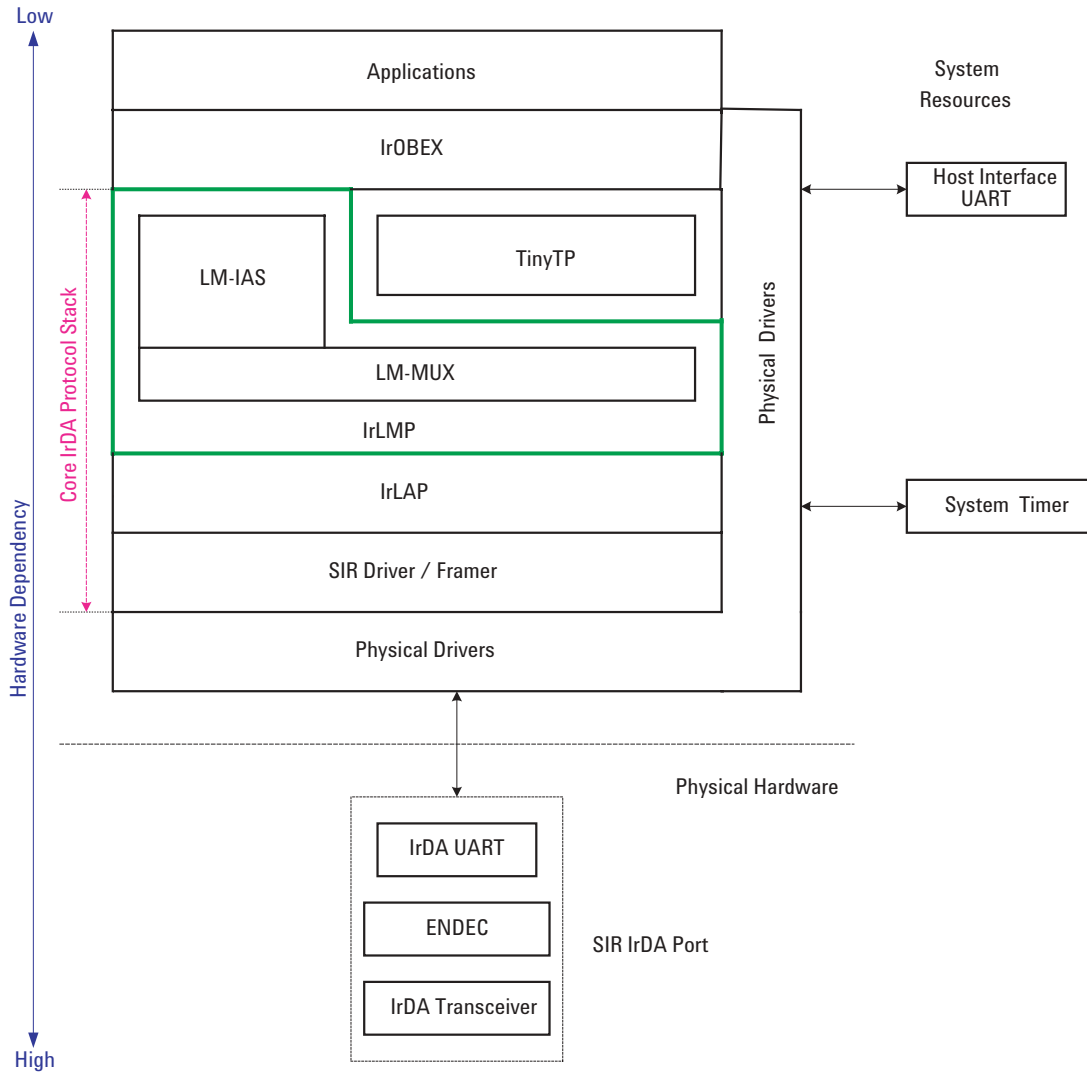 Low
Applications
System
Resources
IrOBEX
Host Interface
UART
LM-IAS
TinyTP
Physical Drivers
Core IrDA Protocol Stack
LM-MUX
IrLMP
IrLAP
System Timer
Hardware Dependency
SIR Driver / Framer
Physical Drivers
Physical Hardware
IrDA UART
ENDEC
SIR IrDA Port
IrDA Transceiver
High